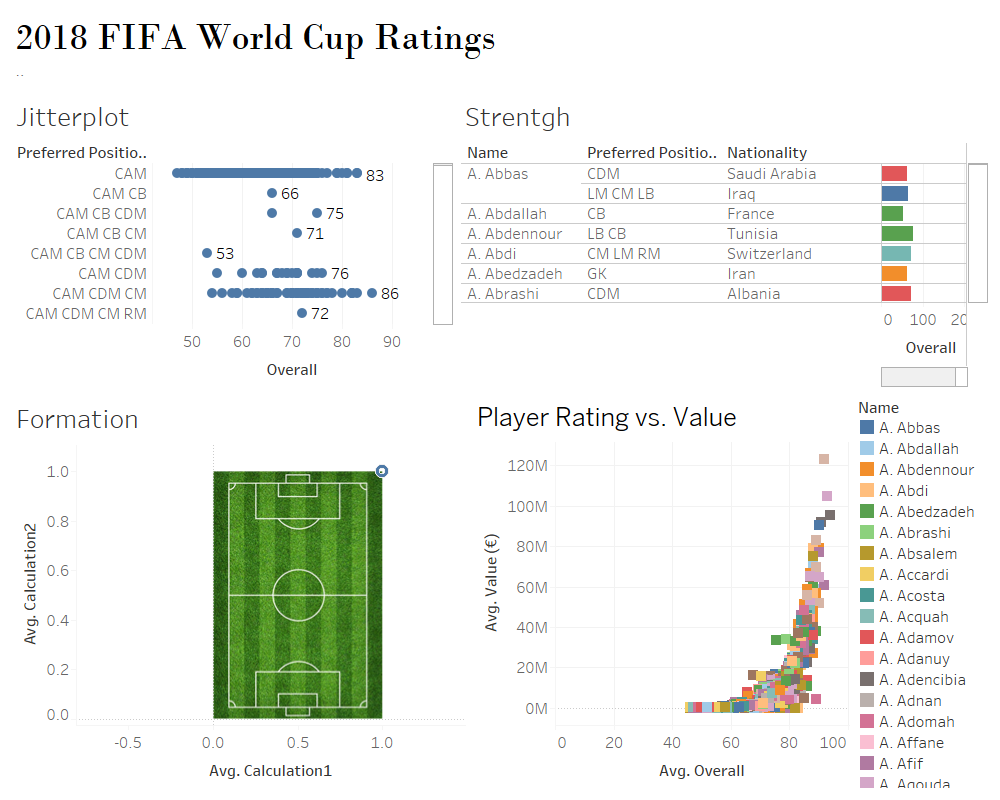 2018 FIFA World Cup Ratings
..
Jitterplot
Preferred Positio..
CAM 83
CAM CB 66
CAM CB CDM 75
CAM CB CM 71
CAM CB CM CDM 53
CAM CDM 76
CAM CDM CM 86
CAM CDM CM RM 72
50 60 70 80 90
Overall
Strentgh
Name Preferred Positio.. Nationality
A. Abbas CDM Saudi Arabia
LM CM LB Iraq
A. Abdallah CB France
A. Abdennour LB CB Tunisia
A. Abdi CM LM RM Switzerland
A. Abedzadeh GK Iran
A. Abrashi CDM Albania
0 100 20
Overall
Formation
1.0
0.8
0.6
0.4
0.2
0.0
Avg. Calculation2
-0.5 0.0 0.5 1.0
Avg. Calculation1
Player Rating vs. Value
120M
100M
80M
60M
40M
20M
0M
Avg. Value (€)
0 20 40 60 80 100
Avg. Overall
Name
A. Abbas
A. Abdallah
A. Abdennour
A. Abdi
A. Abedzadeh
A. Abrashi
A. Absalem
A. Accardi
A. Acosta
A. Acquah
A. Adamov
A. Adanuy
A. Adencibia
A. Adnan
A. Adomah
A. Affane
A. Afif
A. Agouda